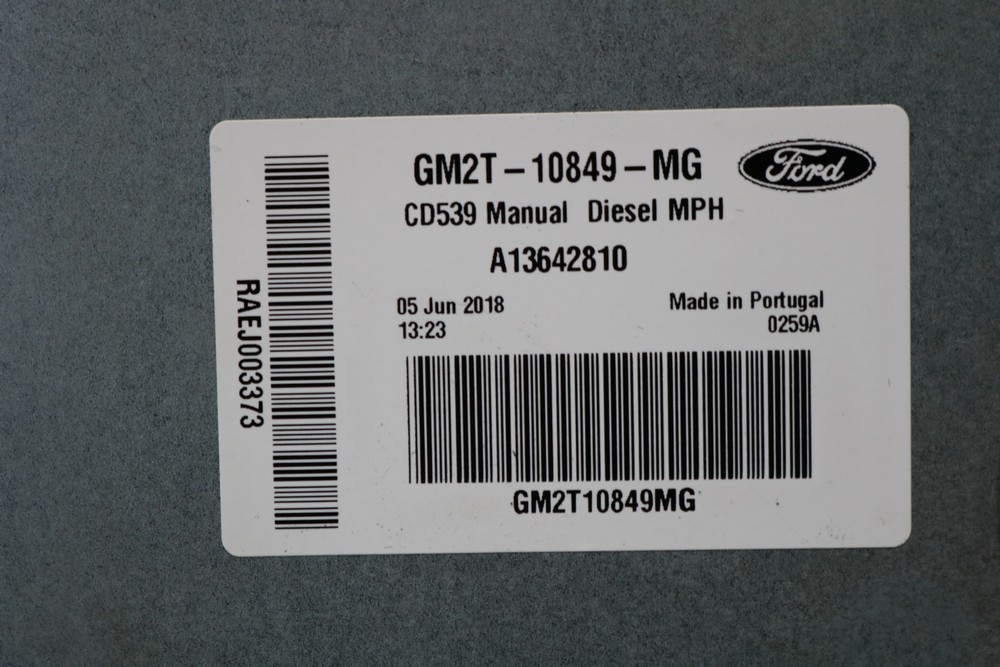 GM2T-10849-MG
Ford
CD539 Manual Diesel MPH
A13642810
05 Jun 2018
Made in Portugal
13:23
0259A
GM2T10849MG
RAEJ003373